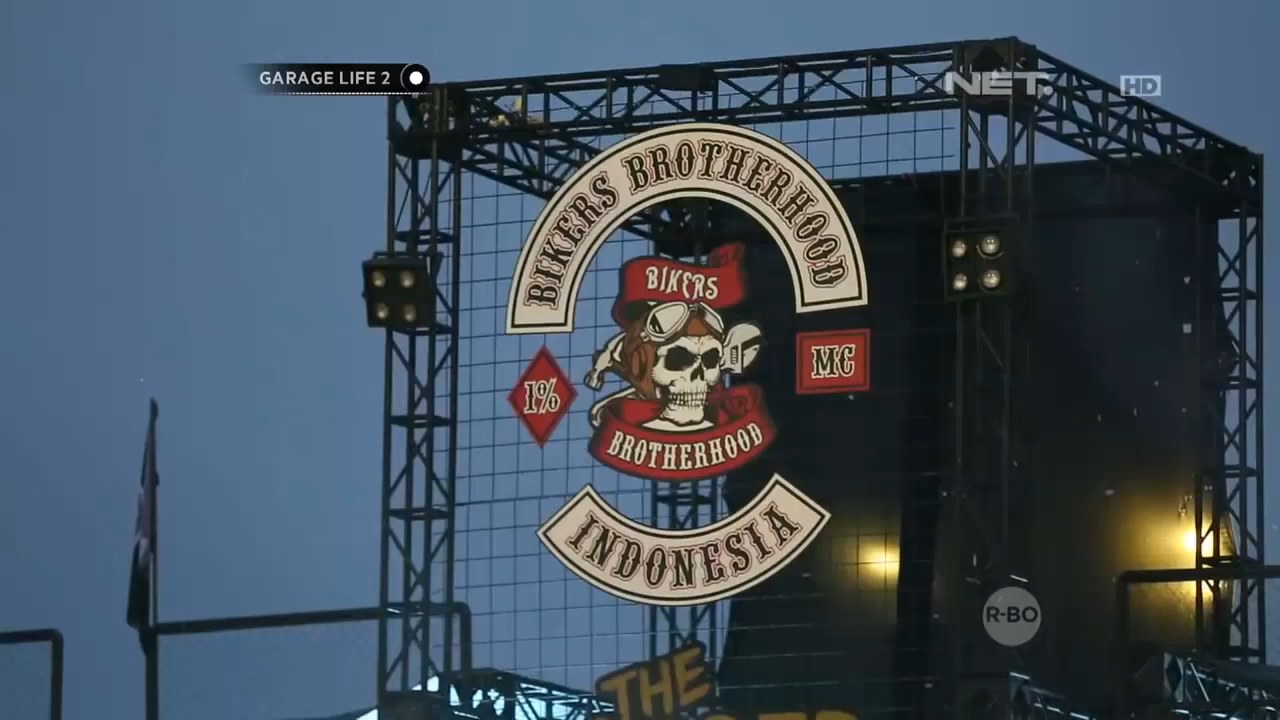 GARAGE LIFE 2
NET.
HD
BIKERS BROTHERHOOD
BIKERS
1%
MC
BROTHERHOOD
INDONESIA
R-BO
THE